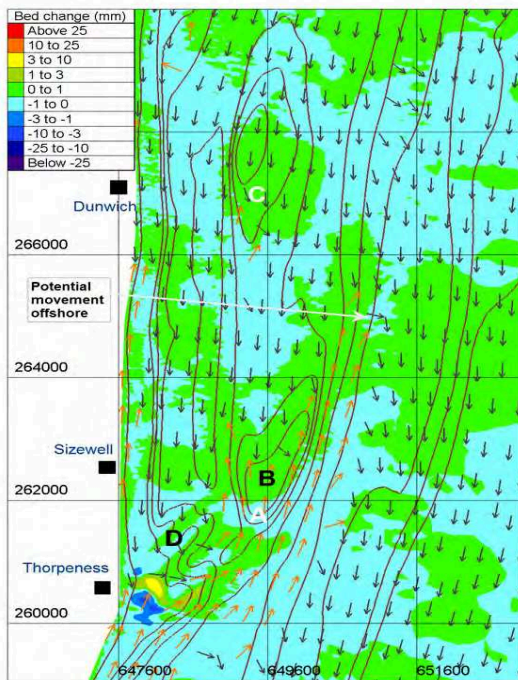 Bed change (mm)
Above 25
10 to 25
3 to 10
1 to 3
0 to 1
-1 to 0
-3 to -1
-10 to -3
-25 to -10
Below -25
C
Dunwich
266000
Potential
movement
offshore
264000
Sizewell
B
262000
A
D
Thorpeness
260000
647600
649600
651600